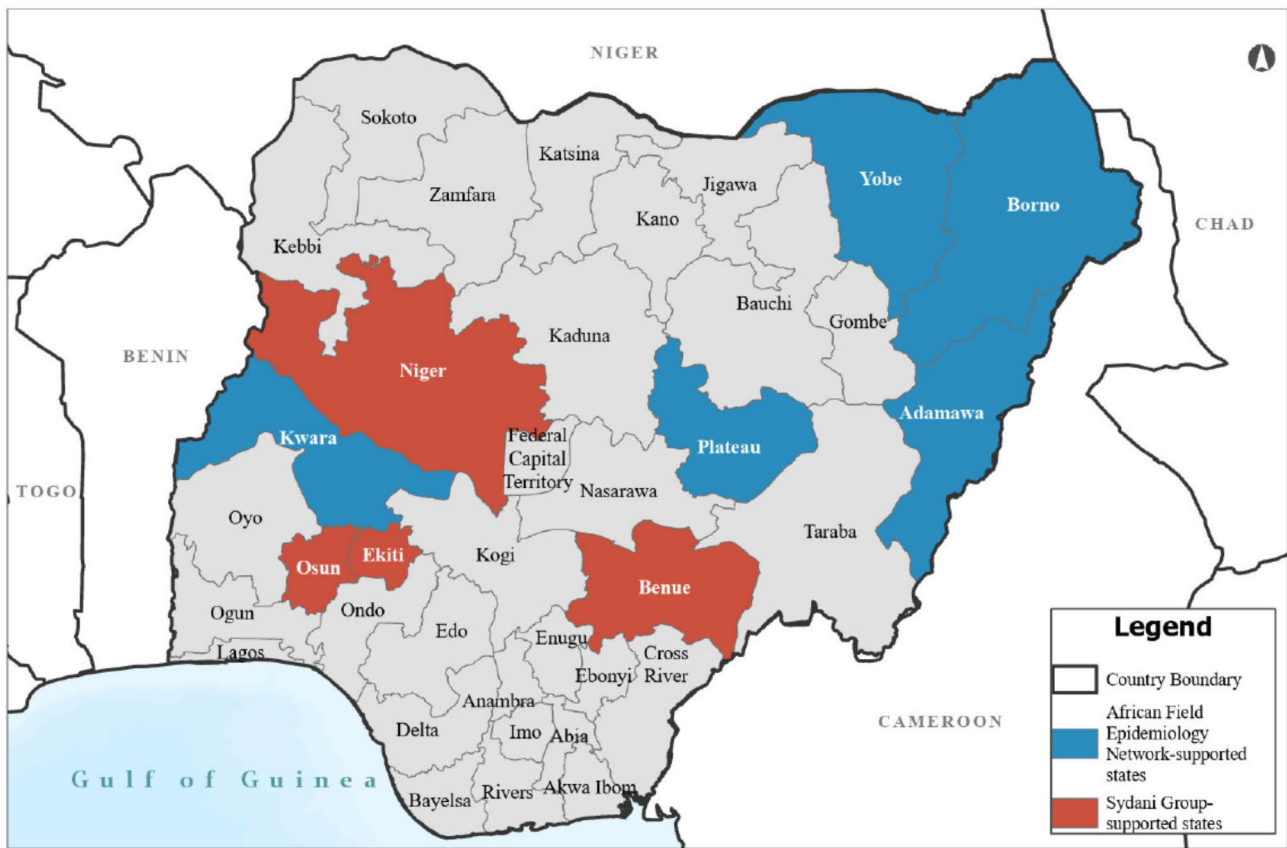 NIGER
Sokoto
Katsina
Zamfara
Jigawa
Yobe
Kano
Borno
CHAD
Kebbi
Bauchi
Gombe
Kaduna
BENIN
Niger
Adamawa
Kwara
Federal
Capital
Territory
Plateau
TOGO
Nasarawa
Oyo
Taraba
Kogi
Ekiti
Osun
Benue
Ogun
Ondo
Edo
Enugu
Lagos
Cross
River
Ebonyi
Anambra
Delta
Imo
Abia
CAMEROON
Gulf of Guinea
Bayelsa
Rivers
Akwa Ibom
Legend
Country Boundary
African Field
Epidemiology
Network-supported
states
Sydani Group-
supported states